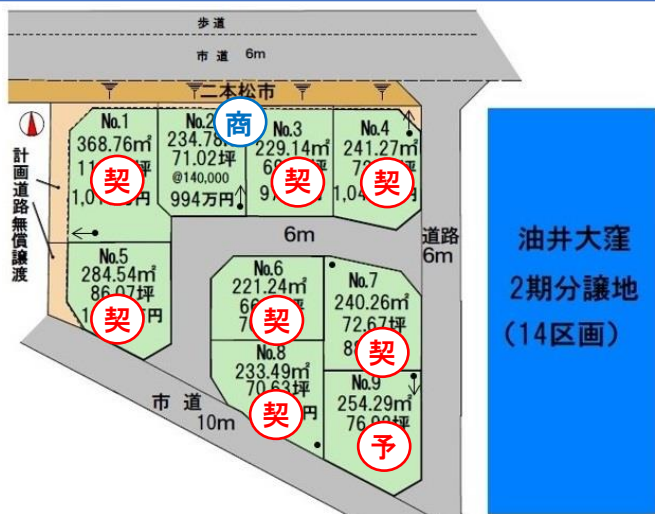 歩道
市道 6m
二本松市
No.1
368.76㎡
契
No.2
234.78㎡
71.02坪
@140,000
994万円
商
No.3
229.14㎡
契
No.4
241.27㎡
契
計画道路無償譲渡
No.5
284.54㎡
86.07坪
契
6m
道路
6m
No.6
221.24㎡
契
No.7
240.26㎡
72.67坪
契
No.8
233.49㎡
70.63坪
契
No.9
254.29㎡
予
市道
10m
油井大窪
2期分譲地
(14区画)